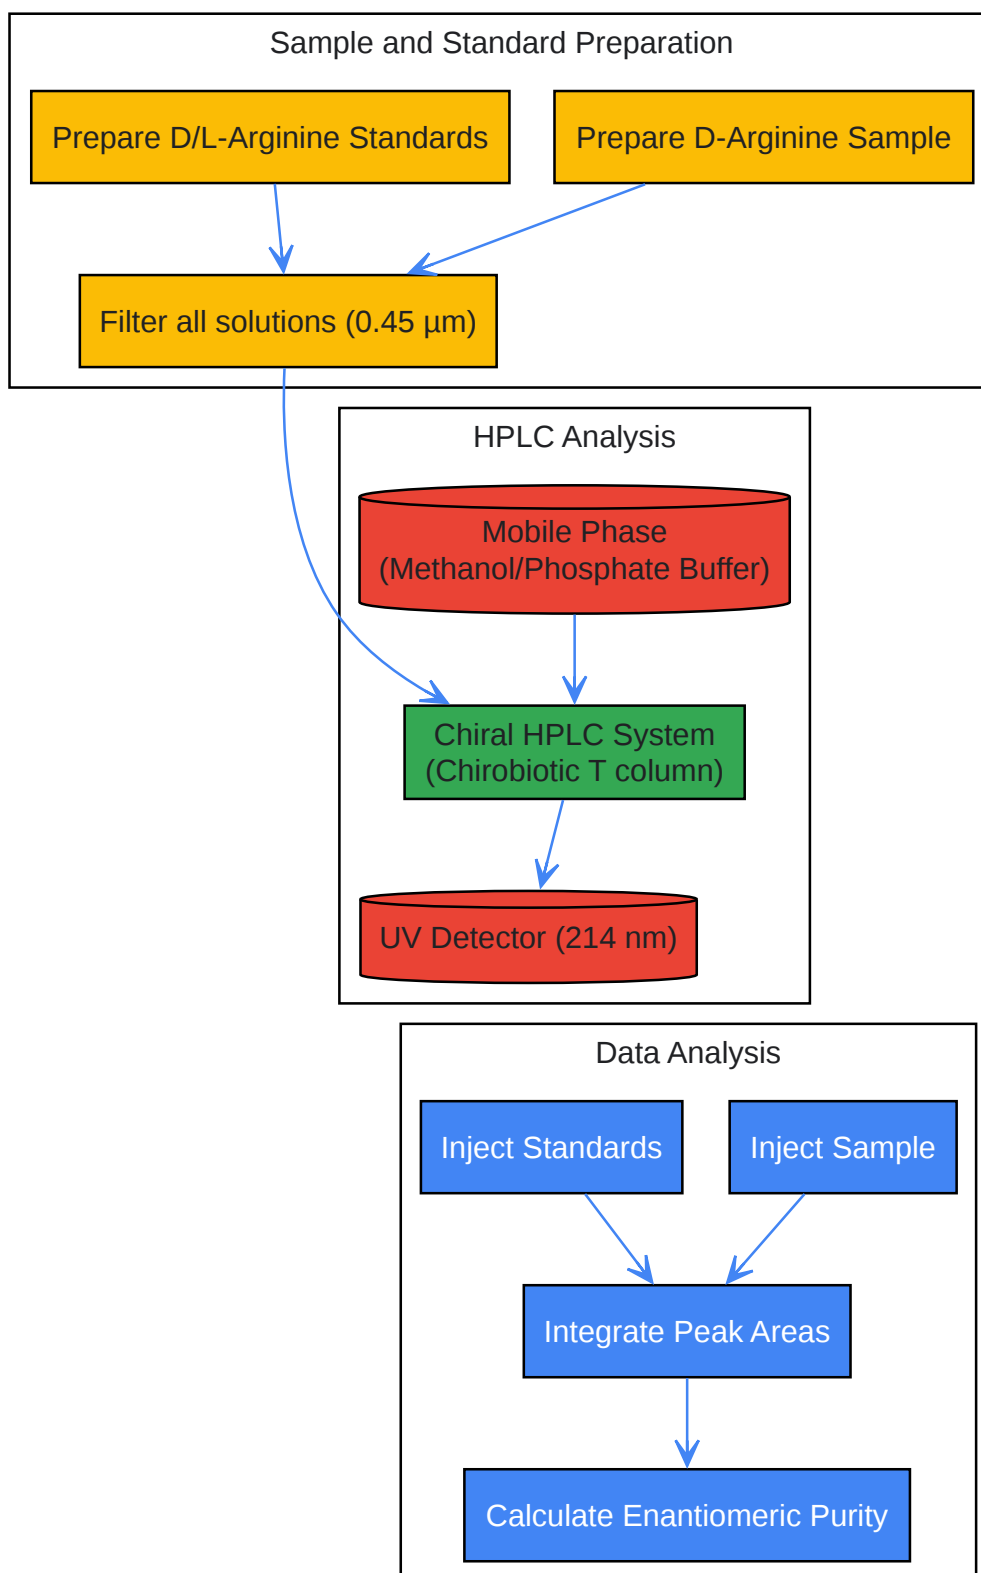 Sample and Standard Preparation
Prepare D/L-Arginine Standards
Prepare D-Arginine Sample
Filter all solutions (0.45 µm)
HPLC Analysis
Mobile Phase
(Methanol/Phosphate Buffer)
Chiral HPLC System
(Chirobiotic T column)
UV Detector (214 nm)
Data Analysis
Inject Standards
Inject Sample
Integrate Peak Areas
Calculate Enantiomeric Purity